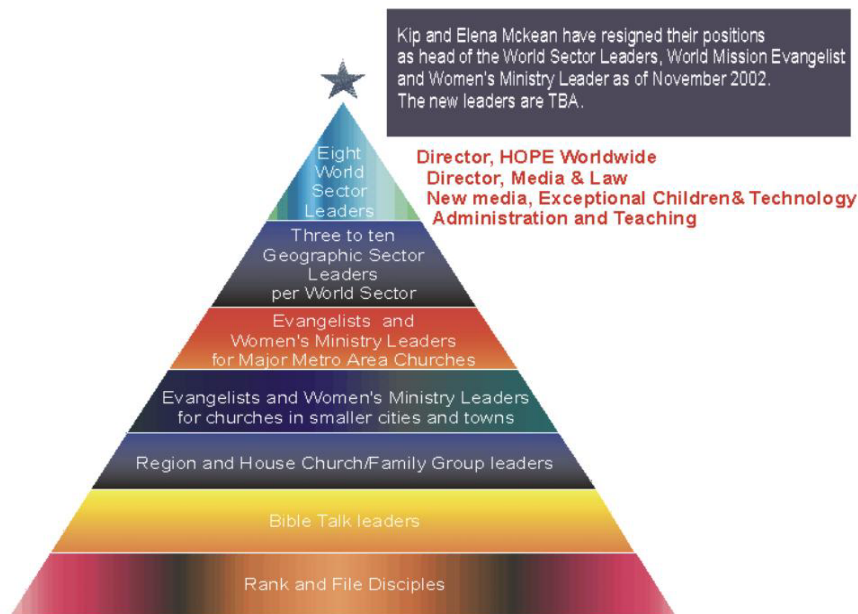 Kip and Elena Mckean have resigned their positions
as head of the World Sector Leaders, World Mission Evangelist
and Women's Ministry Leader as of November 2002.
The new leaders are TBA.
Eight
World
Sector
Leaders
Director, HOPE Worldwide
Director, Media & Law
New media, Exceptional Children& Technology
Administration and Teaching
Three to ten
Geographic Sector
Leaders
per World Sector
Evangelists and
Women's Ministry Leaders
for Major Metro Area Churches
Evangelists and Women's Ministry Leaders
for churches in smaller cities and towns
Region and House Church/Family Group leaders
Bible Talk leaders
Rank and File Disciples